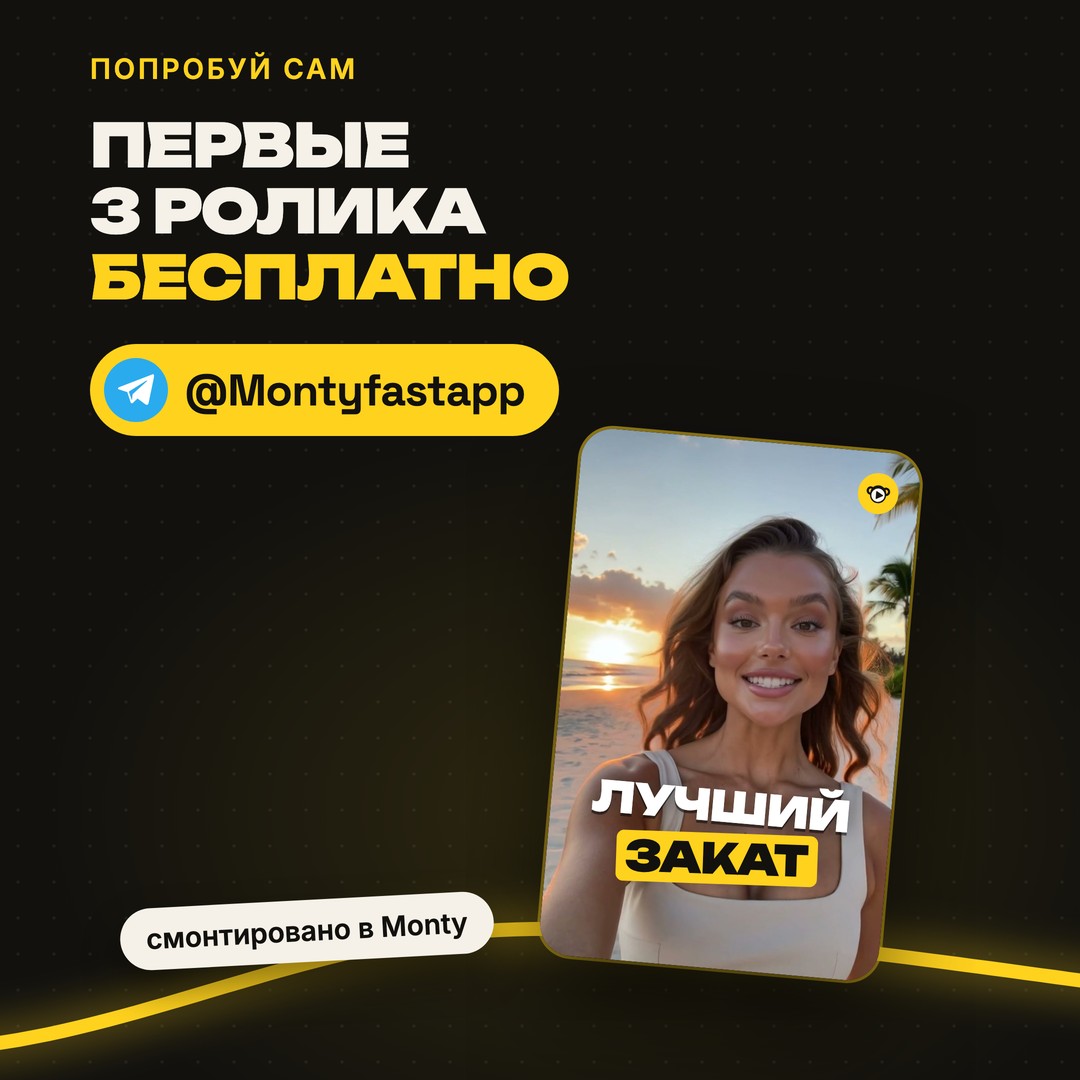 ПОПРОБУЙ САМ
ПЕРВЫЕ
3 РОЛИКА
БЕСПЛАТНО
@Montyfastapp
ЛУЧШИЙ
ЗАКАТ
смонтировано в Monty